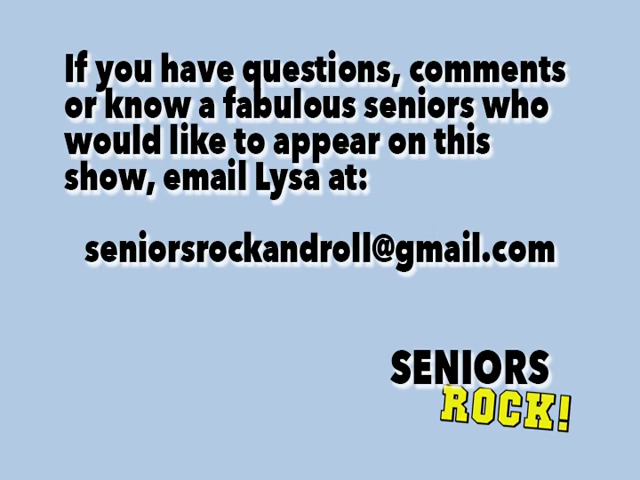 If you have questions, comments
or know a fabulous seniors who
would like to appear on this
show, email Lysa at:
seniorsrockandroll@gmail.com
SENIORS
ROCK!